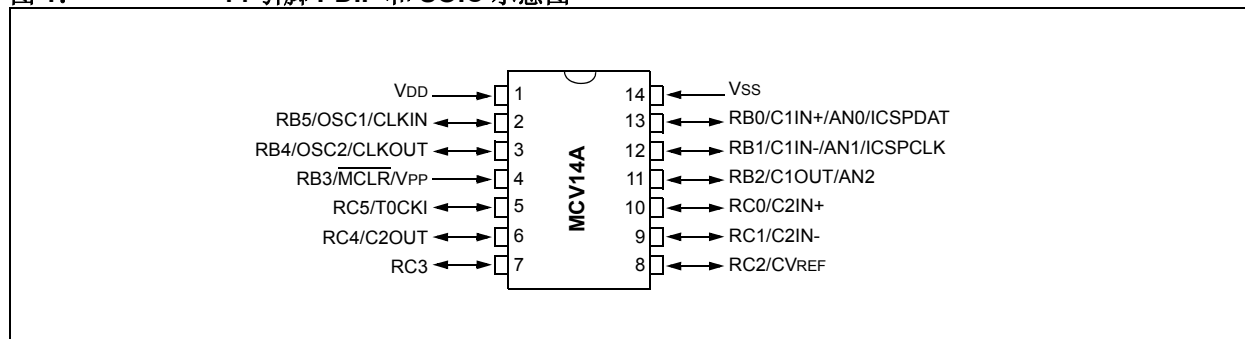 VDD
RB5/OSC1/CLKIN
RB4/OSC2/CLKOUT
RB3/MCLR/VPP
RC5/T0CKI
RC4/C2OUT
RC3
1
2
3
4
5
6
7
MCV14A
14
13
12
11
10
9
8
VSS
RB0/C1IN+/AN0/ICSPDAT
RB1/C1IN-/AN1/ICSPCLK
RB2/C1OUT/AN2
RC0/C2IN+
RC1/C2IN-
RC2/CVREF